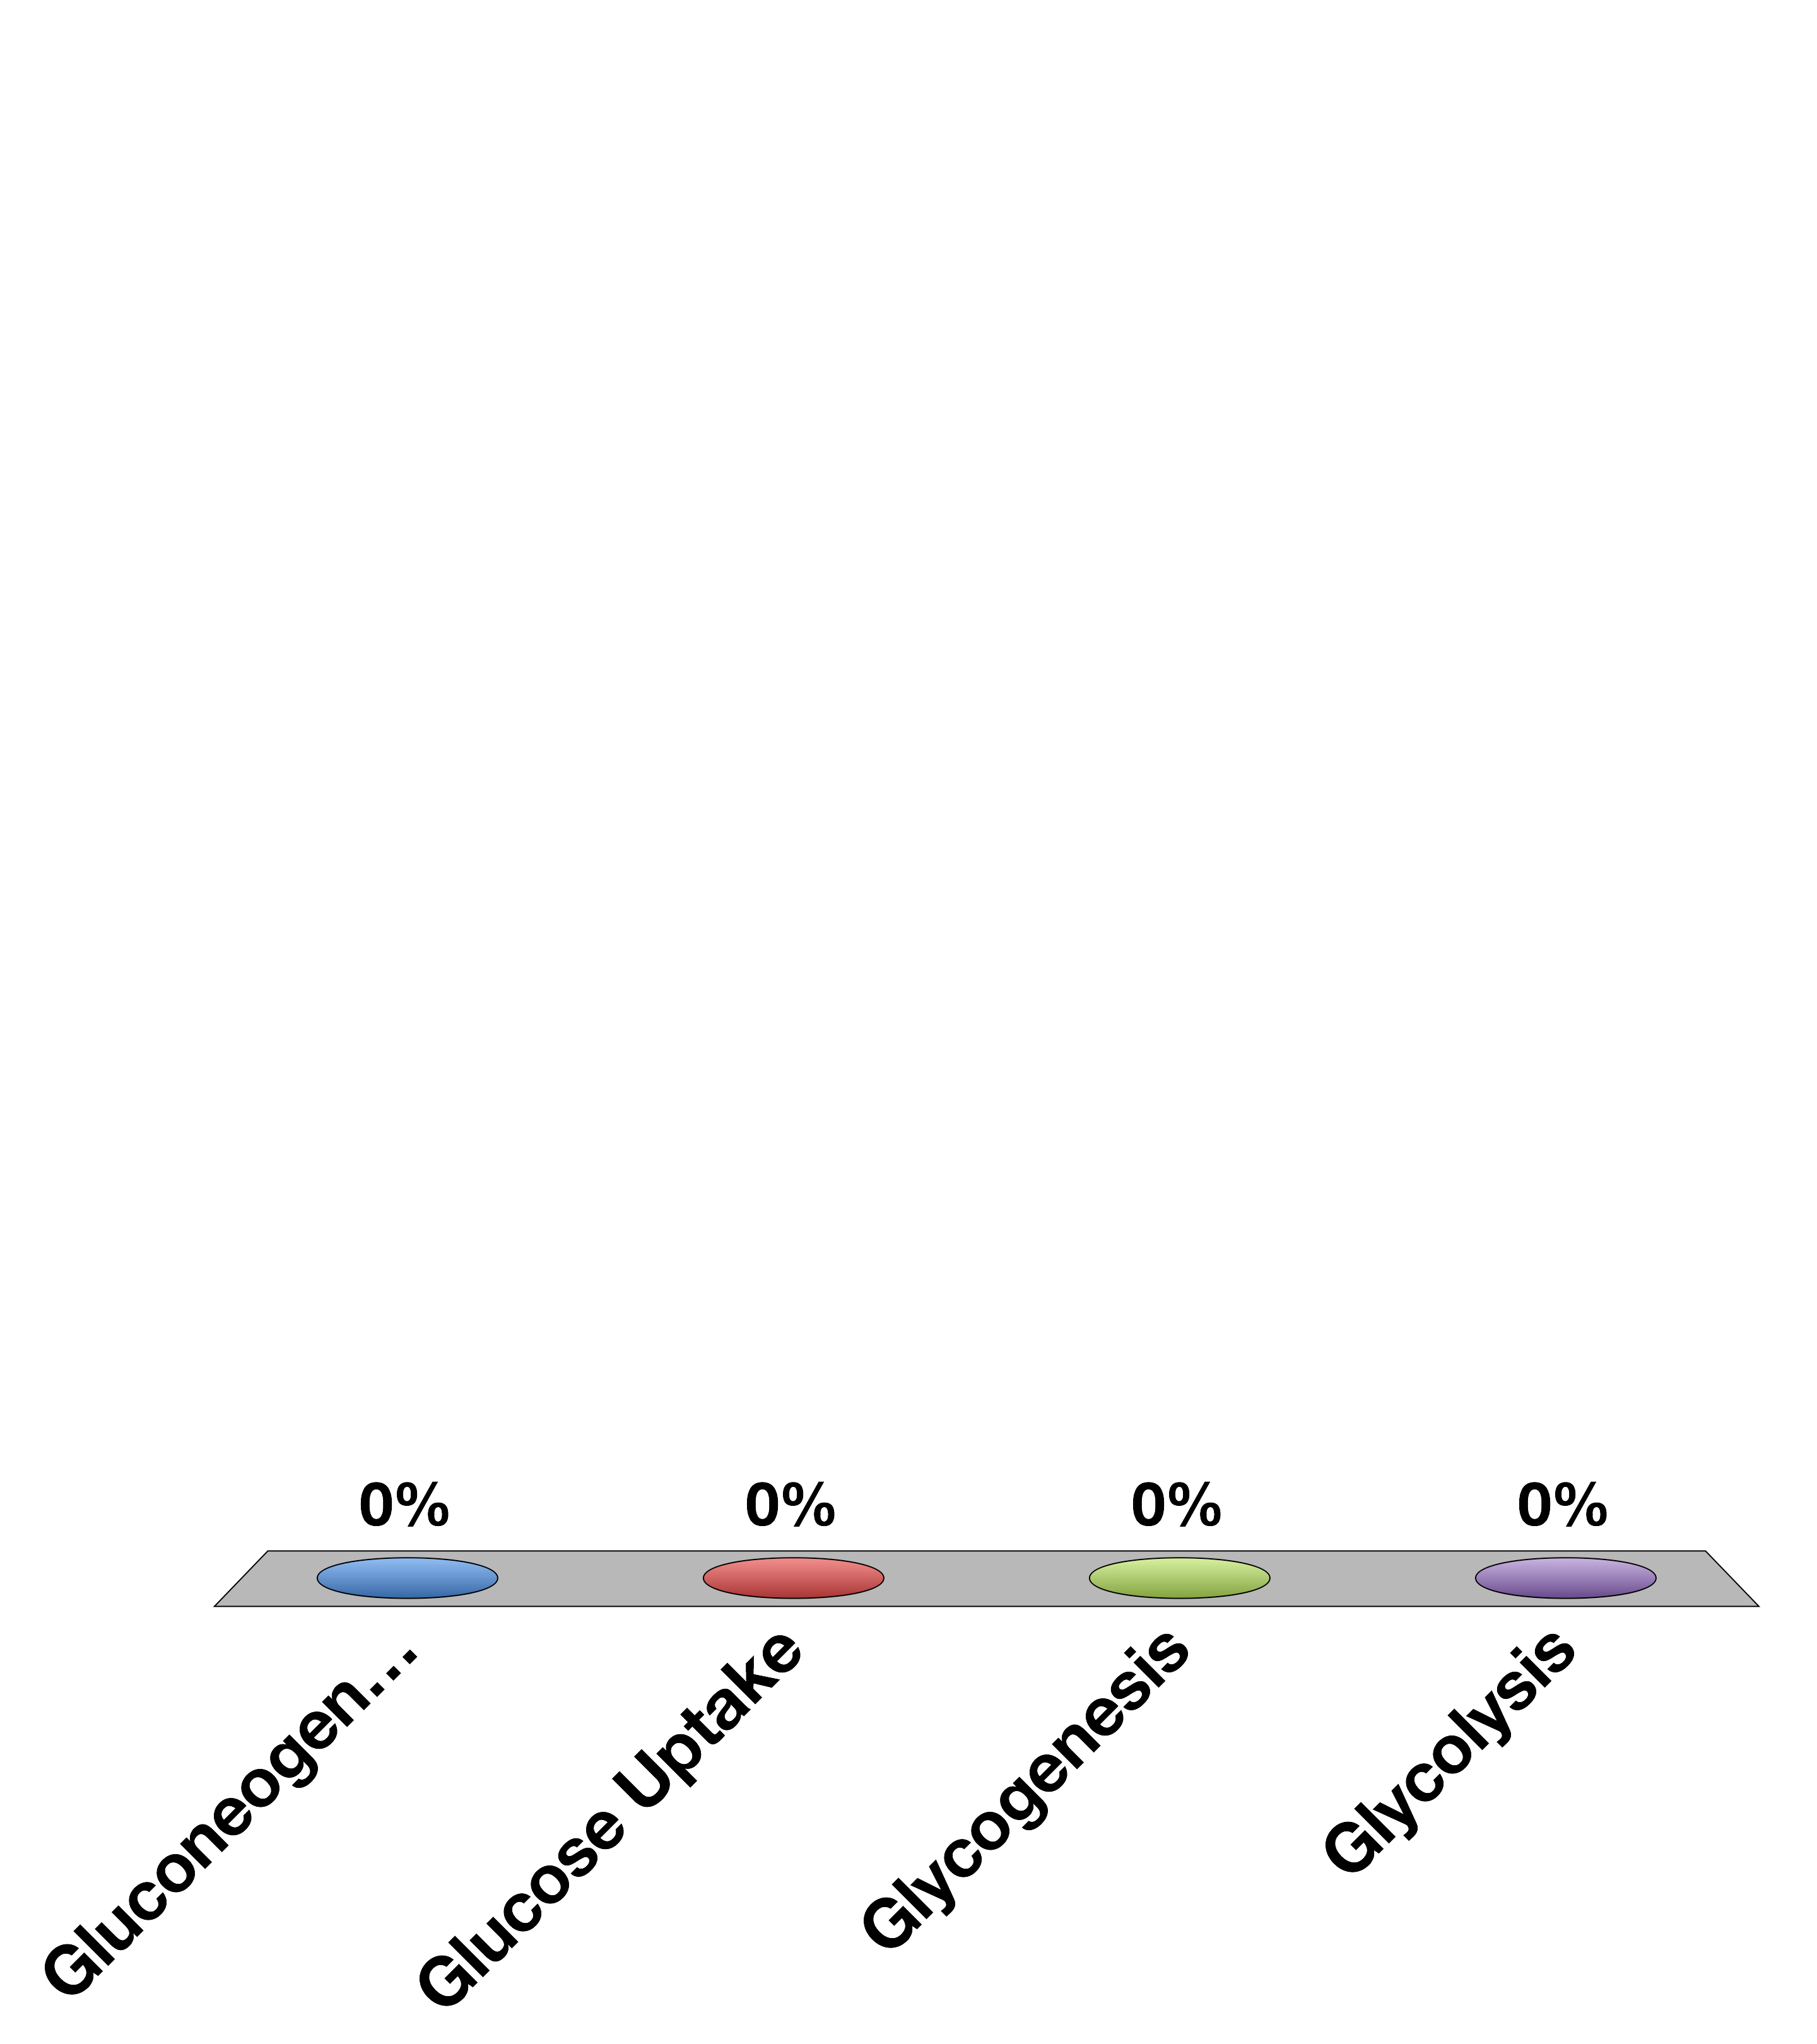 0% 0% 0% 0%
Gluconeogen...
Glucose Uptake
Glycogenesis
Glycolysis